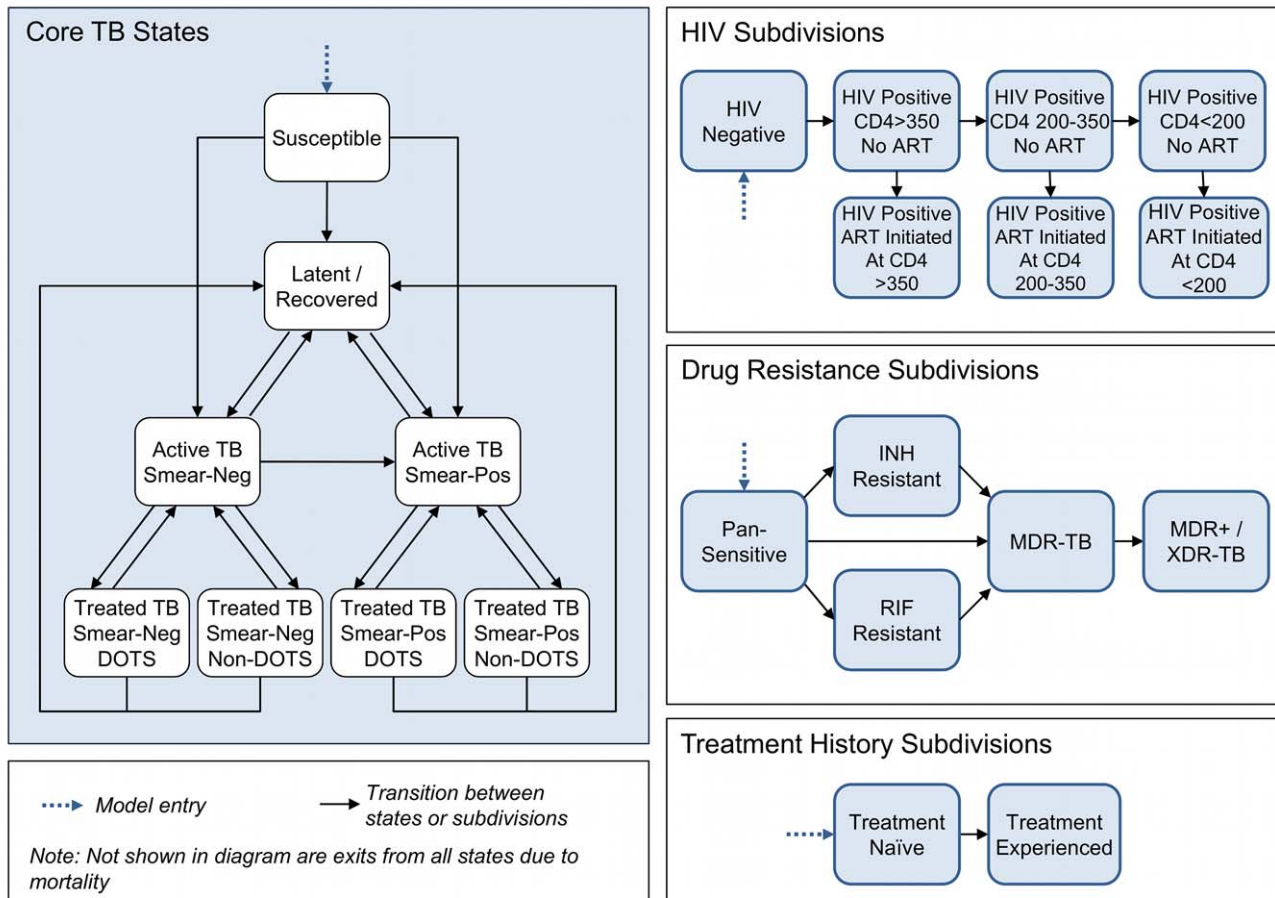 Core TB States
Susceptible
Latent /
Recovered
Active TB
Smear-Neg
Active TB
Smear-Pos
Treated TB
Smear-Neg
DOTS
Treated TB
Smear-Neg
Non-DOTS
Treated TB
Smear-Pos
DOTS
Treated TB
Smear-Pos
Non-DOTS
Model entry
Transition between
states or subdivisions
Note: Not shown in diagram are exits from all states due to
mortality
HIV Subdivisions
HIV
Negative
HIV Positive
CD4>350
No ART
HIV Positive
CD4 200-350
No ART
HIV Positive
CD4<200
No ART
HIV Positive
ART Initiated
At CD4
>350
HIV Positive
ART Initiated
At CD4
200-350
HIV Positive
ART Initiated
At CD4
<200
Drug Resistance Subdivisions
Pan-
Sensitive
INH
Resistant
RIF
Resistant
MDR-TB
MDR+ /
XDR-TB
Treatment History Subdivisions
Treatment
Naïve
Treatment
Experienced